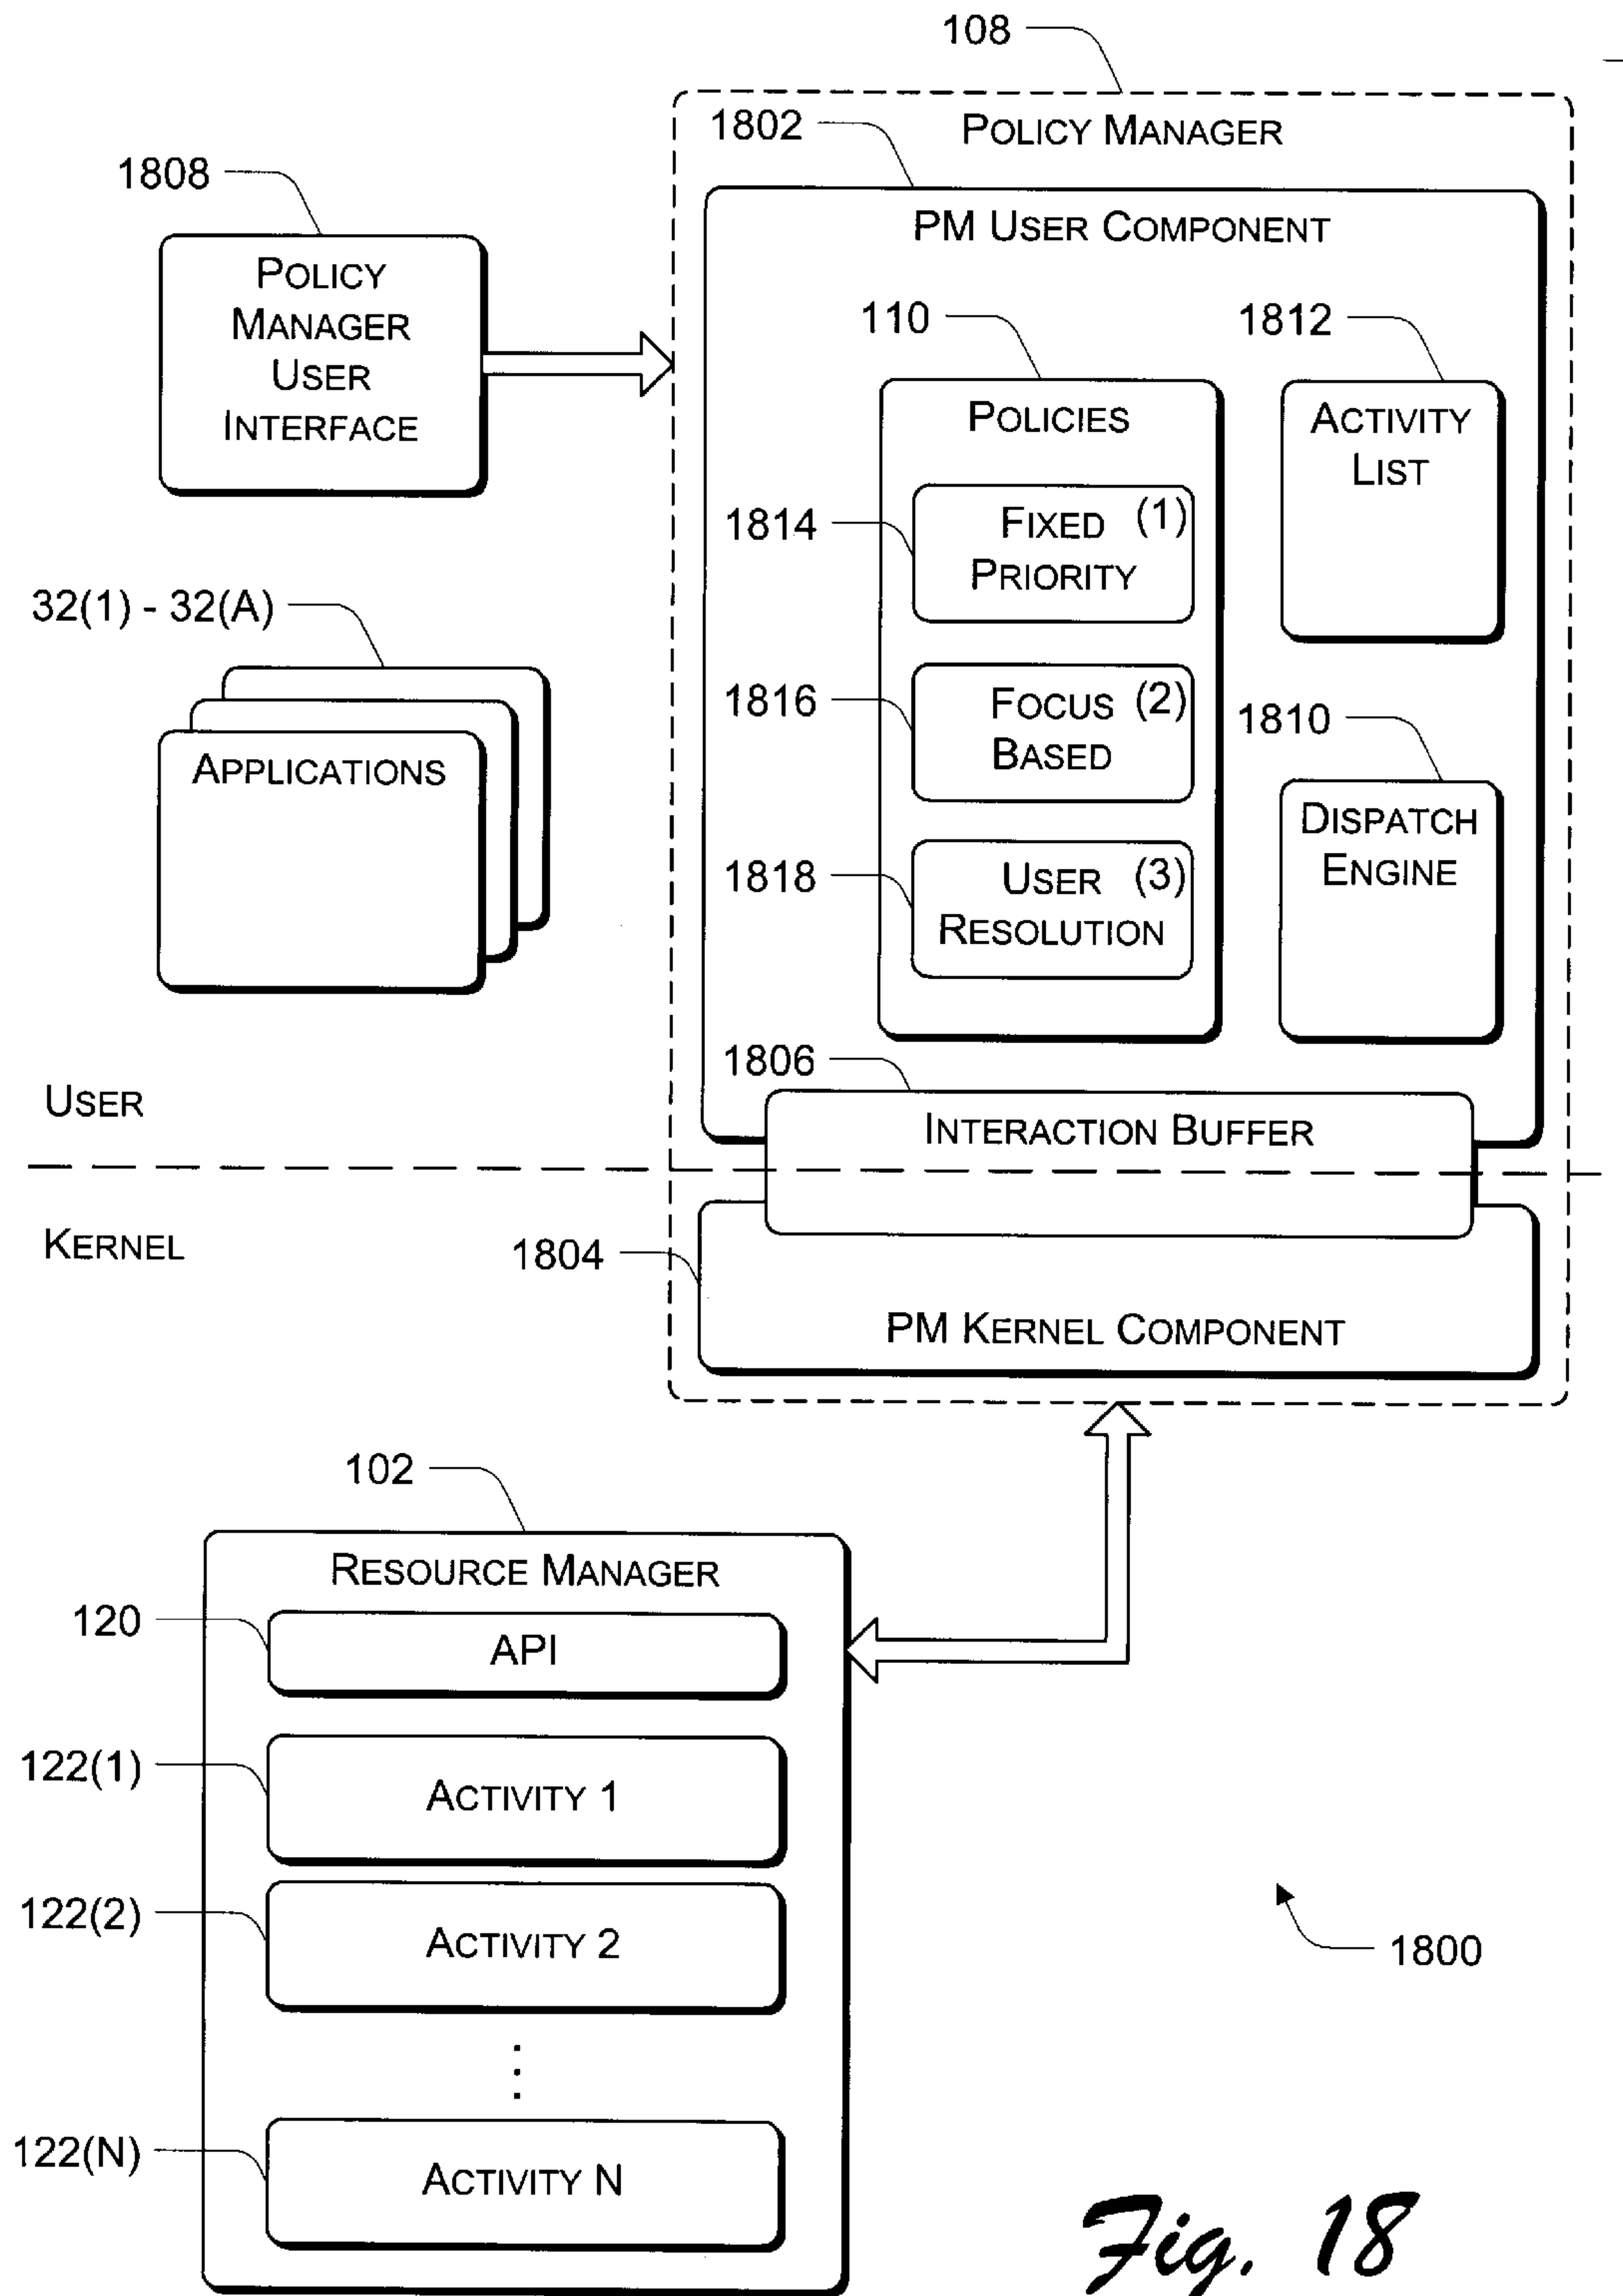 108
1802
POLICY MANAGER
1808
PM USER COMPONENT
POLICY
MANAGER
USER
INTERFACE
110
1812
POLICIES
ACTIVITY
LIST
1814
FIXED (1)
PRIORITY
32(1) - 32(A)
APPLICATIONS
1816
FOCUS (2)
BASED
1810
DISPATCH
ENGINE
1818
USER (3)
RESOLUTION
1806
USER
INTERACTION BUFFER
KERNEL
1804
PM KERNEL COMPONENT
102
RESOURCE MANAGER
120
API
122(1)
ACTIVITY 1
122(2)
ACTIVITY 2
1800
122(N)
ACTIVITY N
Fig. 18